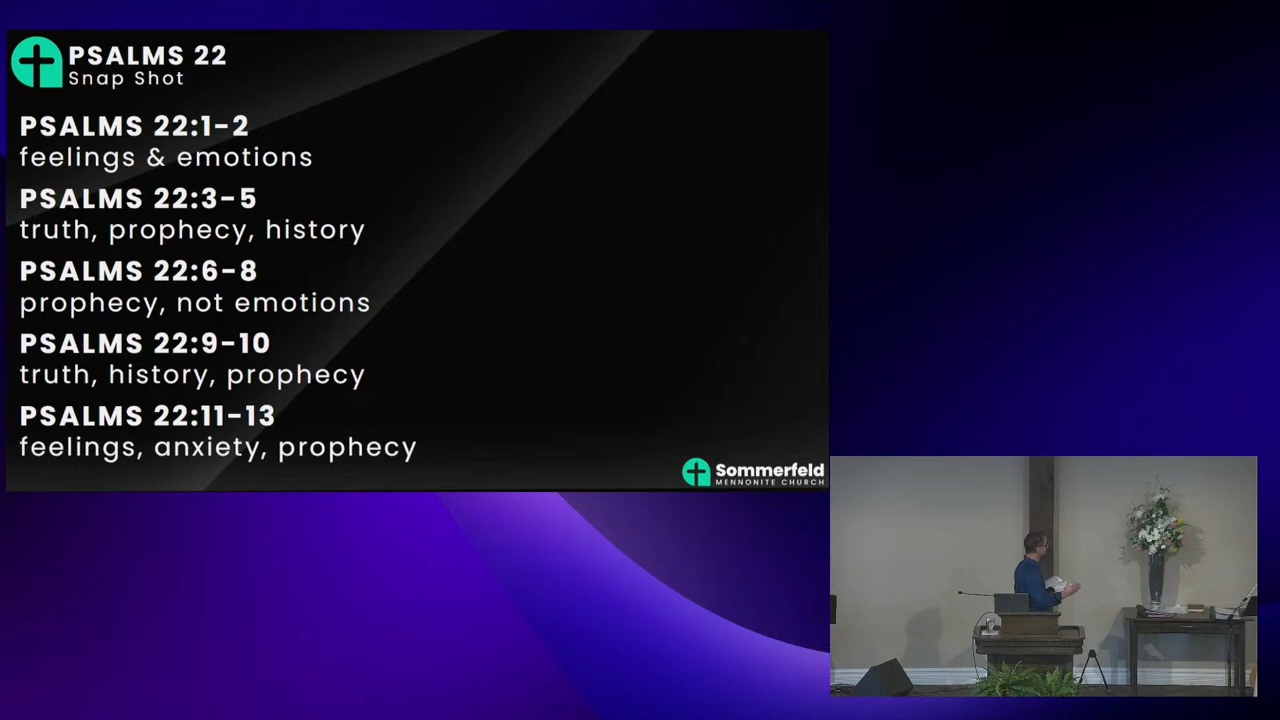 PSALMS 22
Snap Shot
PSALMS 22:1-2
feelings & emotions
PSALMS 22:3-5
truth, prophecy, history
PSALMS 22:6-8
prophecy, not emotions
PSALMS 22:9-10
truth, history, prophecy
PSALMS 22:11-13
feelings, anxiety, prophecy
Sommerfeld
MENNONITE CHURCH